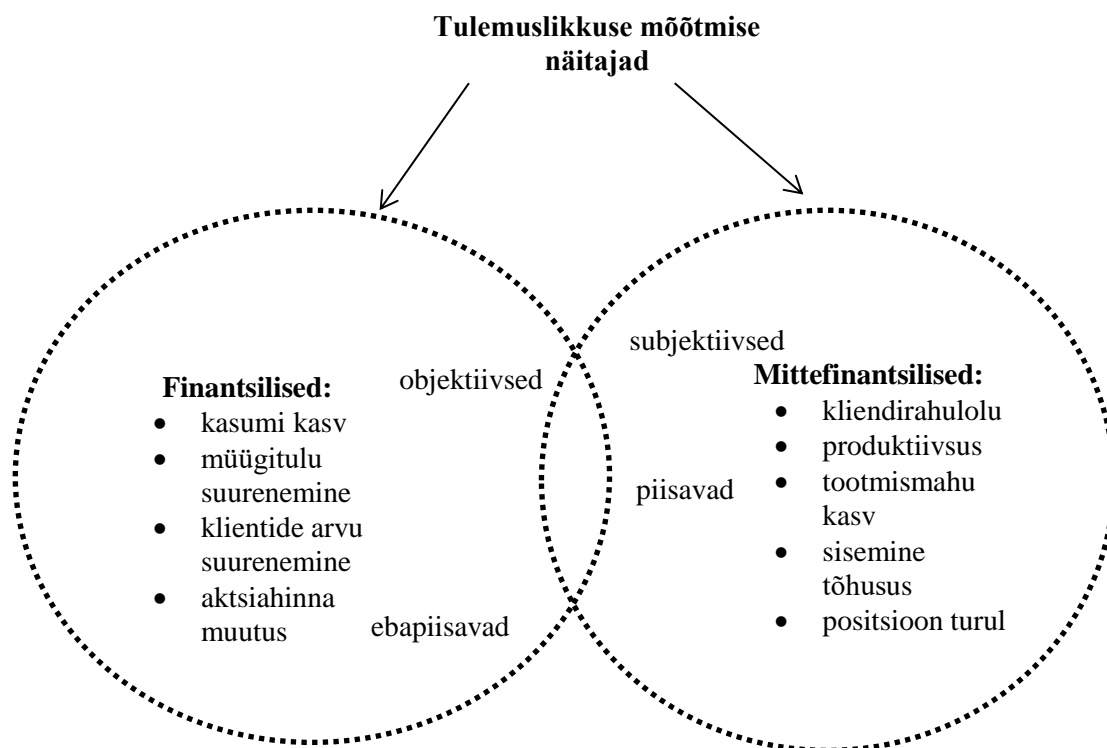 Tulemuslikkuse mõõtmise
näitajad
objektiivsed
Finantsilised:
• kasumi kasv
• müügitulu
suurenemine
• klientide arvu
suurenemine
• aktsiahinna
muutus
ebapiisavad
subjektiivsed
Mittefinantsilised:
• kliendirahulolu
• produktiivsus
• tootmismahu
kasv
• sisemine
tõhusus
• positsioon turul
piisavad